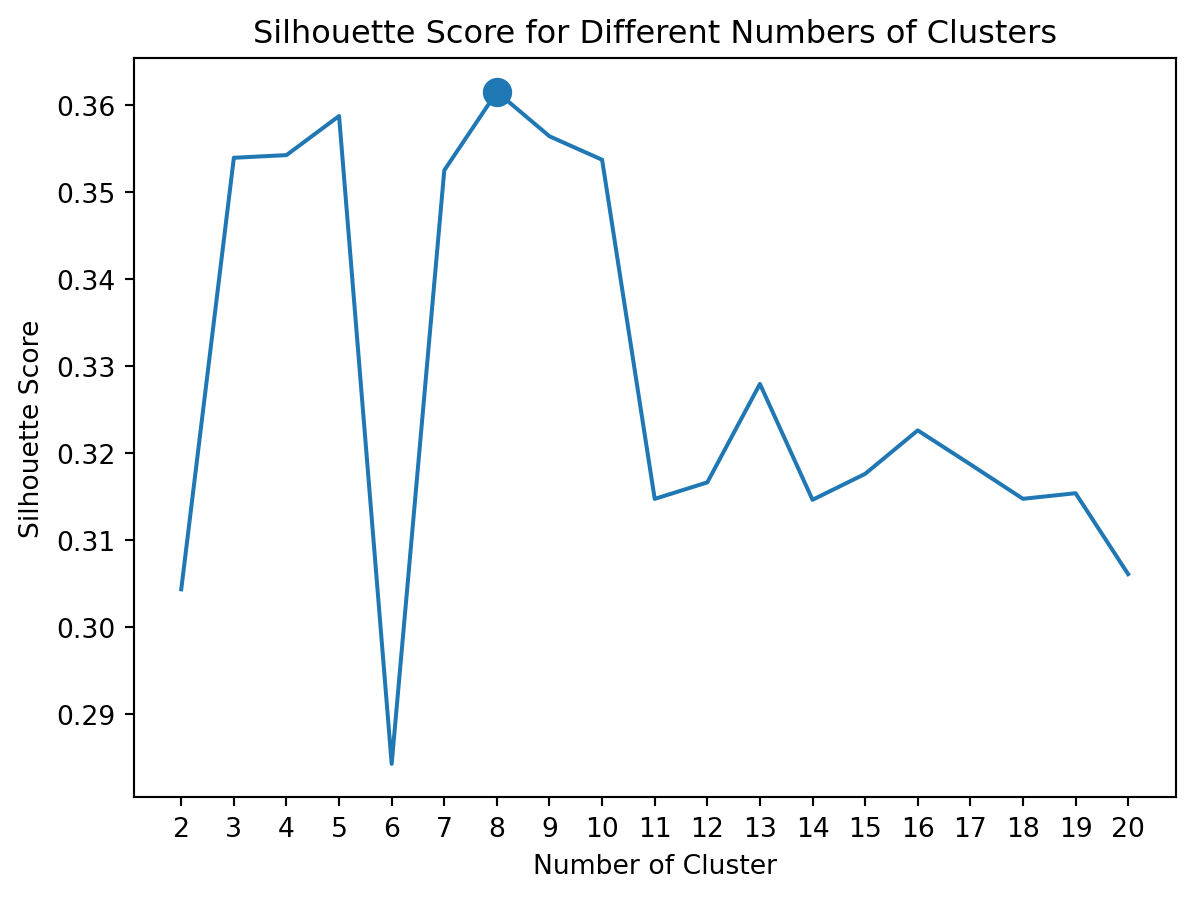 Silhouette Score for Different Numbers of Clusters
Silhouette Score
0.36
0.35
0.34
0.33
0.32
0.31
0.30
0.29
2 3 4 5 6 7 8 9 10 11 12 13 14 15 16 17 18 19 20
Number of Cluster